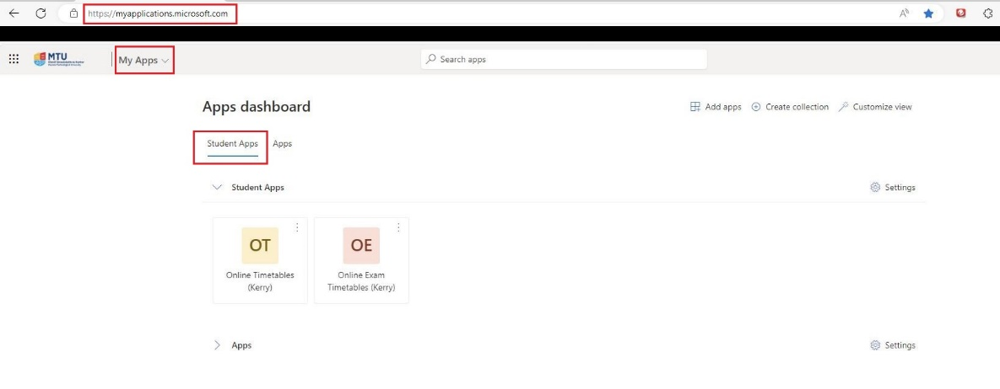 https://myapplications.microsoft.com
MTU
My Apps
Search apps
Apps dashboard
Add apps
Create collection
Customize view
Student Apps
Apps
Student Apps
Settings
OT
OE
Online Timetables
(Kerry)
Online Exam
Timetables (Kerry)
Apps
Settings